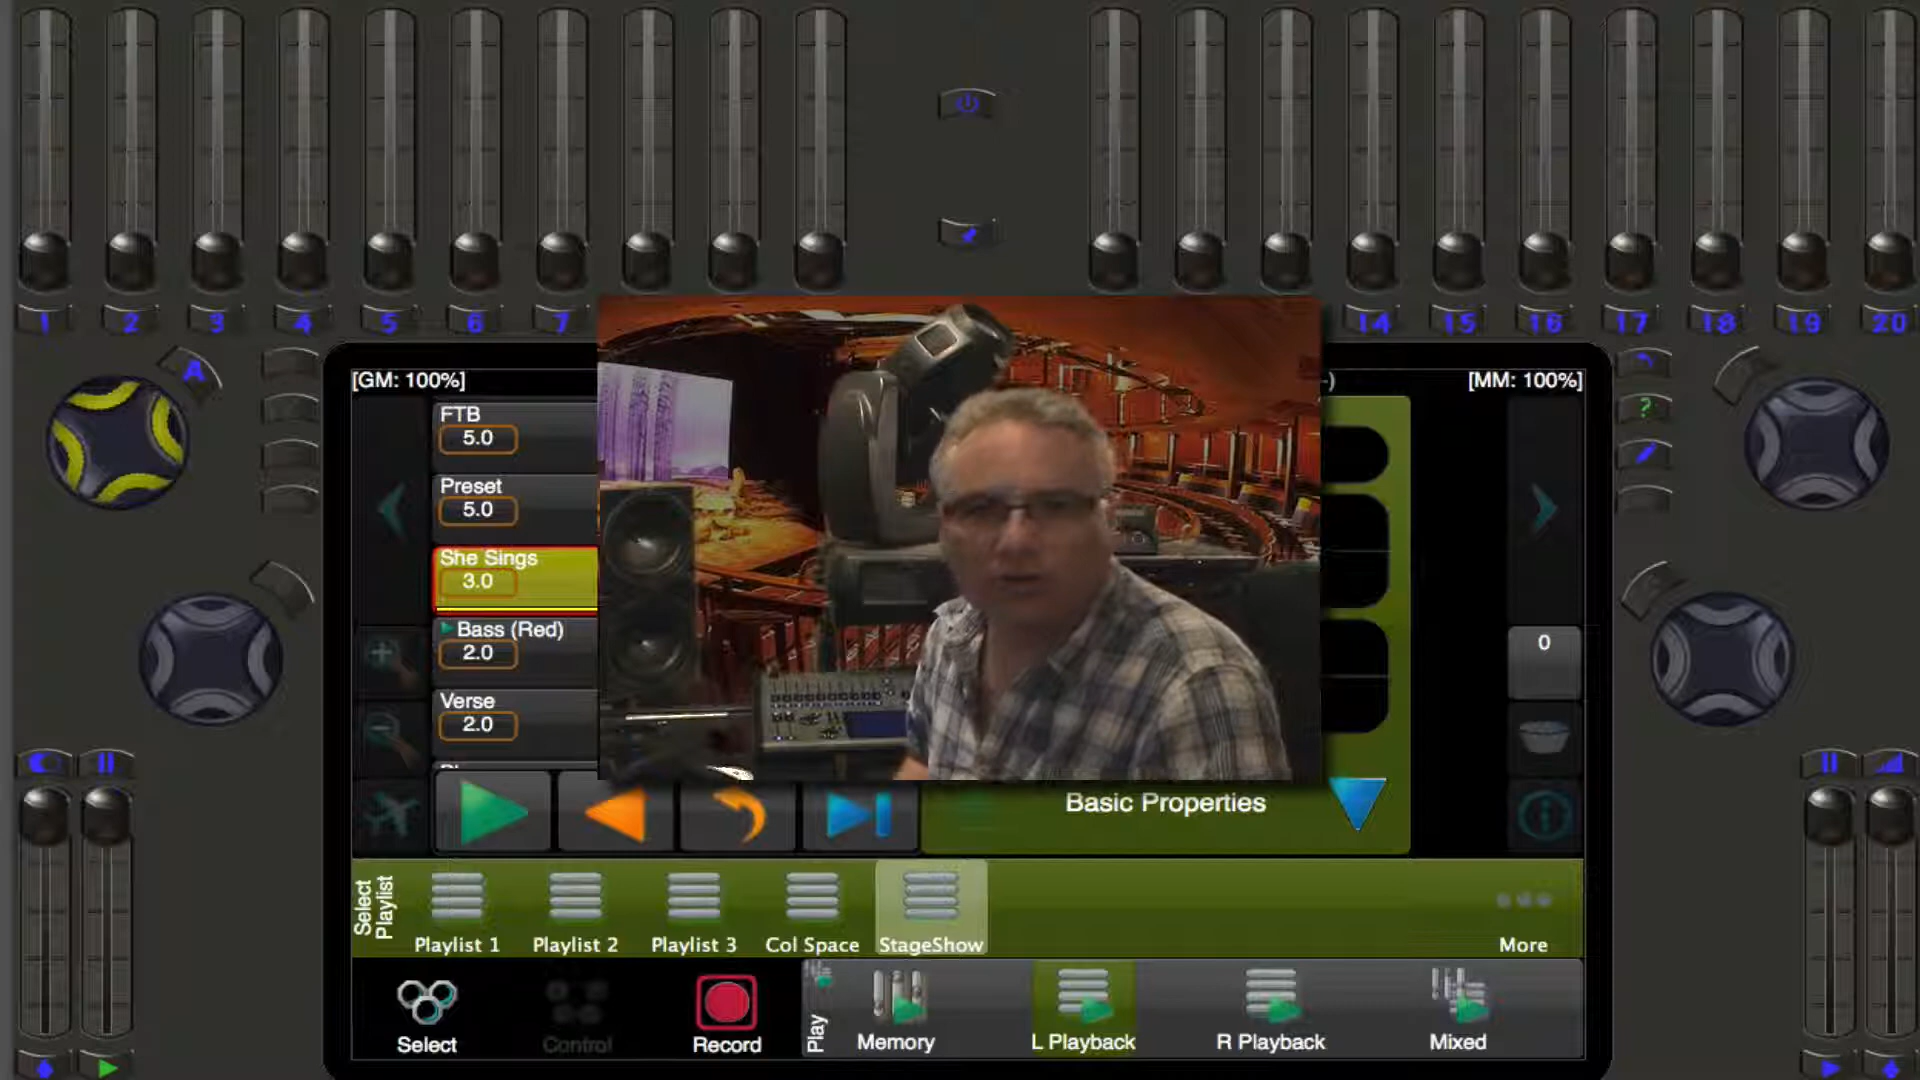 1 2 3 4 5 6 7 14 15 16 17 18 19 20
A
?
[GM: 100%]
-)
[MM: 100%]
FTB
5.0
Preset
5.0
She Sings
3.0
Bass (Red)
2.0
Verse
2.0
0
Basic Properties
Select Playlist
Playlist 1
Playlist 2
Playlist 3
Col Space
StageShow
More
Select
Control
Record
Play
Memory
L Playback
R Playback
Mixed